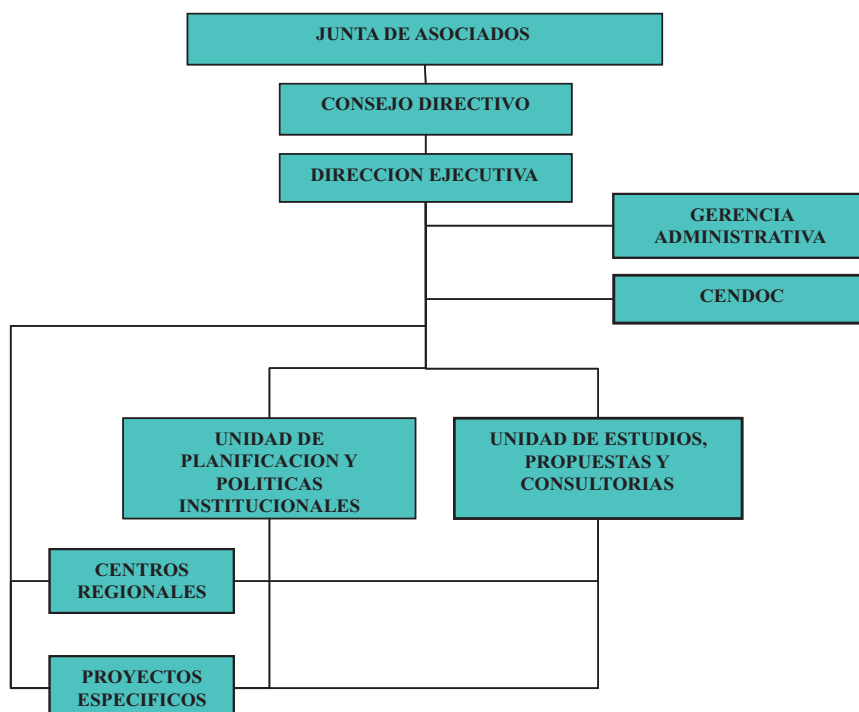 JUNTA DE ASOCIADOS
CONSEJO DIRECTIVO
DIRECCION EJECUTIVA
GERENCIA
ADMINISTRATIVA
CENDOC
UNIDAD DE
PLANIFICACION Y
POLITICAS
INSTITUCIONALES
UNIDAD DE ESTUDIOS,
PROPUESTAS Y
CONSULTORIAS
CENTROS
REGIONALES
PROYECTOS
ESPECIFICOS